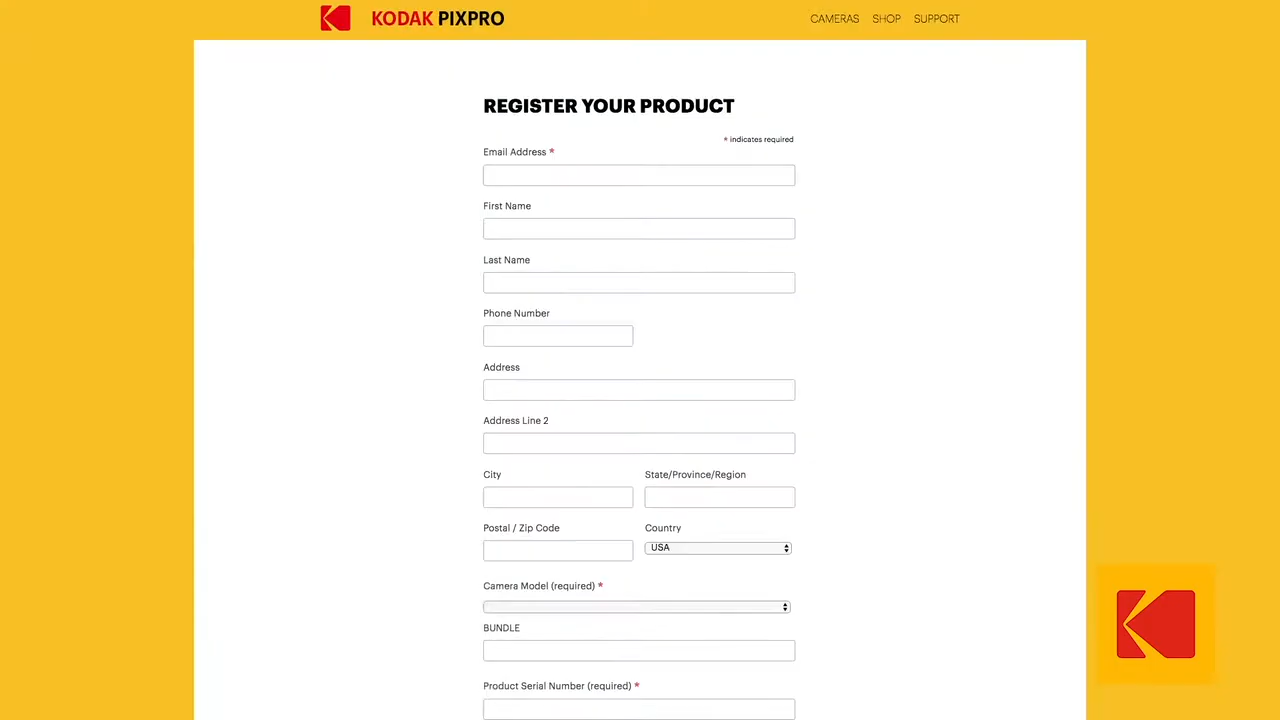 KODAK PIXPRO
CAMERAS SHOP SUPPORT
REGISTER YOUR PRODUCT
* indicates required
Email Address *
First Name
Last Name
Phone Number
Address
Address Line 2
City State/Province/Region
Postal / Zip Code Country
USA
Camera Model (required) *
BUNDLE
Product Serial Number (required) *